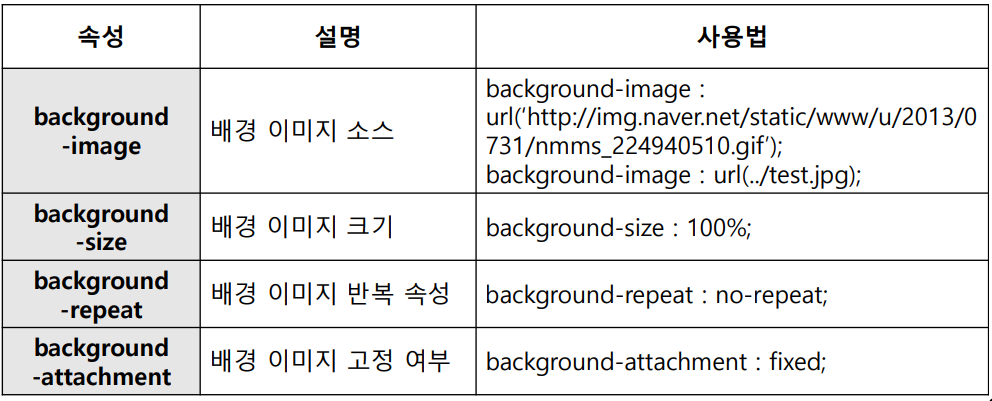 속성 설명 사용법
background
-image
배경 이미지 소스
background-image :
url(‘http://img.naver.net/static/www/u/2013/0
731/nmms_224940510.gif’);
background-image : url(../test.jpg);
background
-size
배경 이미지 크기
background-size : 100%;
background
-repeat
배경 이미지 반복 속성
background-repeat : no-repeat;
background
-attachment
배경 이미지 고정 여부
background-attachment : fixed;